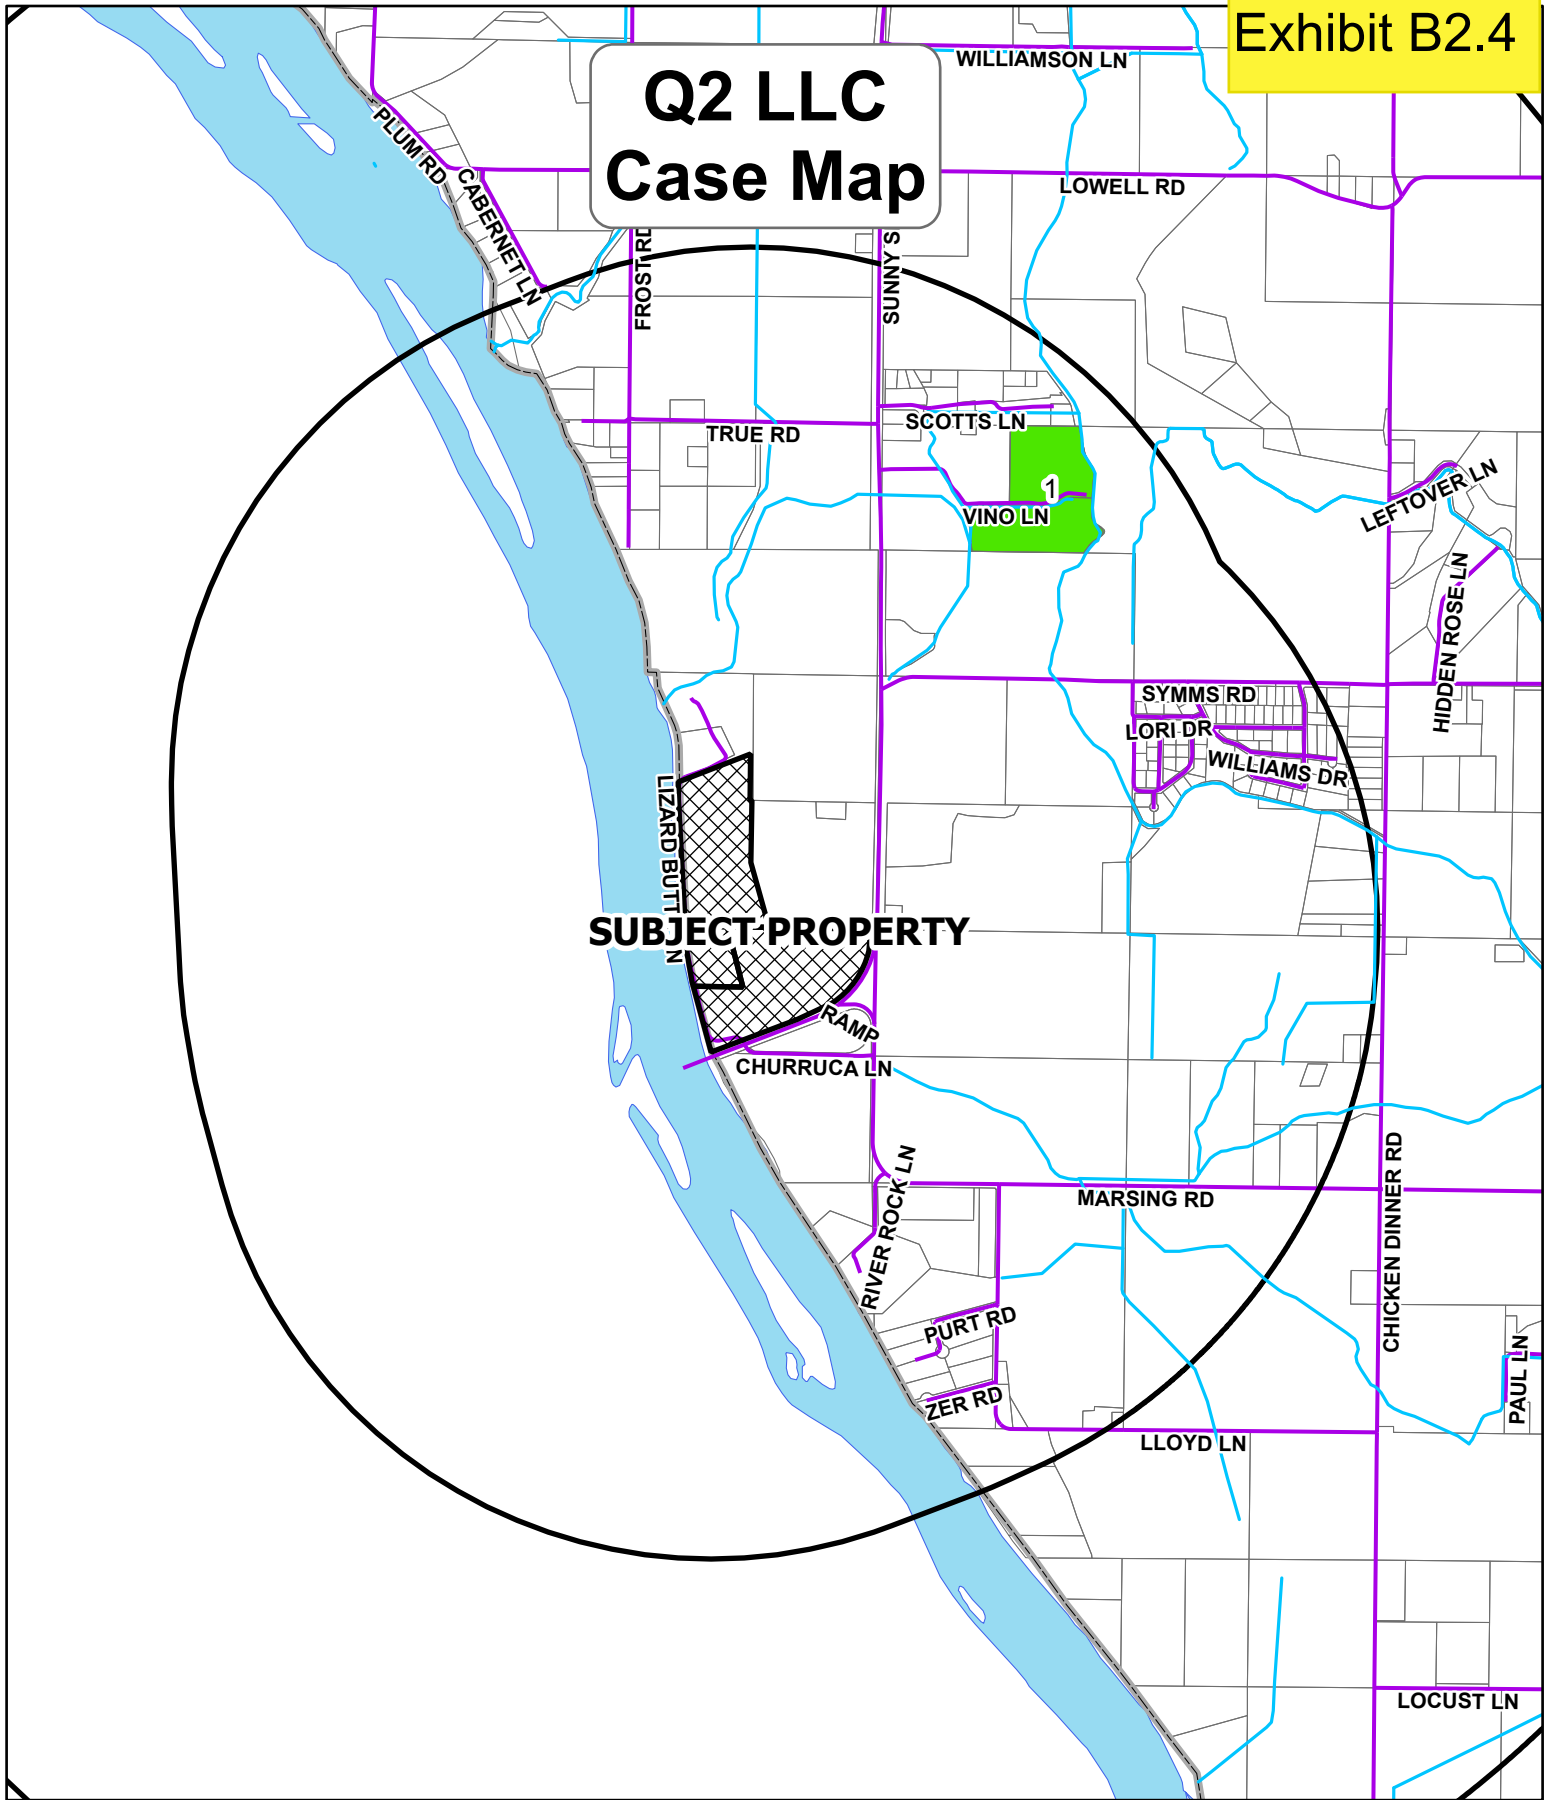 Exhibit B2.4
Q2 LLC
Case Map
WILLIAMSON LN
PLUM RD
CABERNET LN
LOWELL RD
FROST RD
SUNNY S
SCOTTS LN
TRUE RD
1
VINO LN
LEFTOVER LN
HIDDEN ROSE LN
SYMMS RD
LORI DR
WILLIAMS DR
LIZARD BUTT
N
SUBJECT PROPERTY
RAMP
CHURRUCA LN
RIVER ROCK LN
MARSING RD
CHICKEN DINNER RD
PURT RD
ZER RD
PAUL LN
LLOYD LN
LOCUST LN